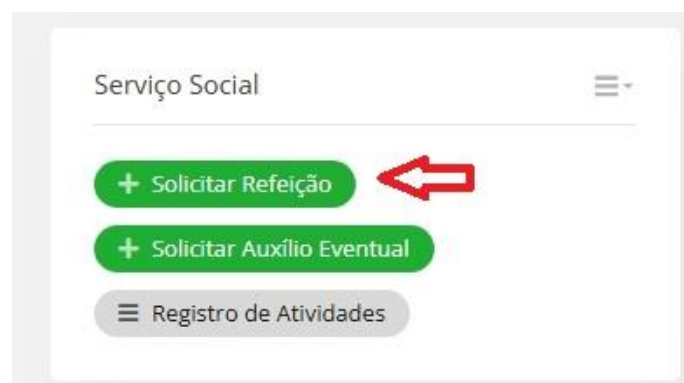 Serviço Social
+ Solicitar Refeição
+ Solicitar Auxílio Eventual
Registro de Atividades